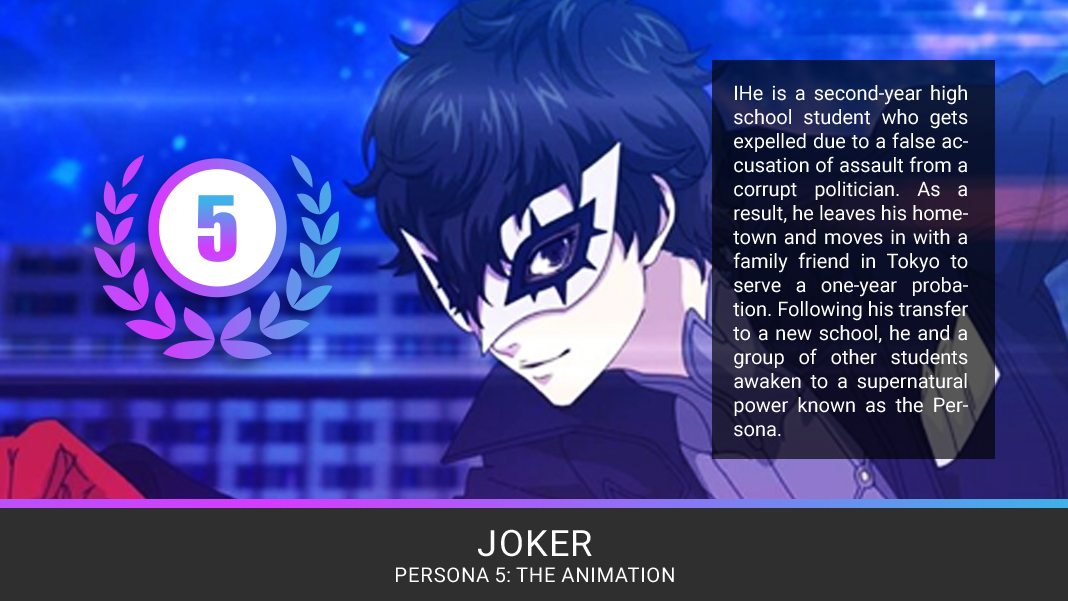 5
IHe is a second-year high
school student who gets
expelled due to a false ac-
cusation of assault from a
corrupt politician. As a
result, he leaves his home-
town and moves in with a
family friend in Tokyo to
serve a one-year proba-
tion. Following his transfer
to a new school, he and a
group of other students
awaken to a supernatural
power known as the Per-
sona.
JOKER
PERSONA 5: THE ANIMATION